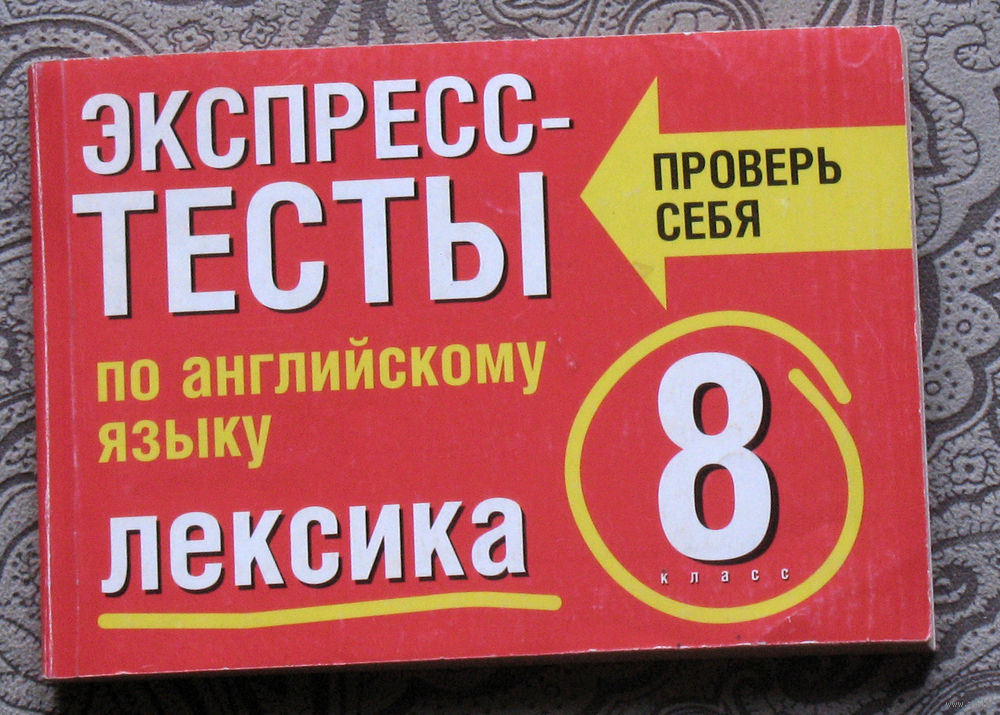 ЭКСПРЕСС-
ТЕСТЫ
по английскому
языку
лексика
ПРОВЕРЬ
СЕБЯ
8
класс